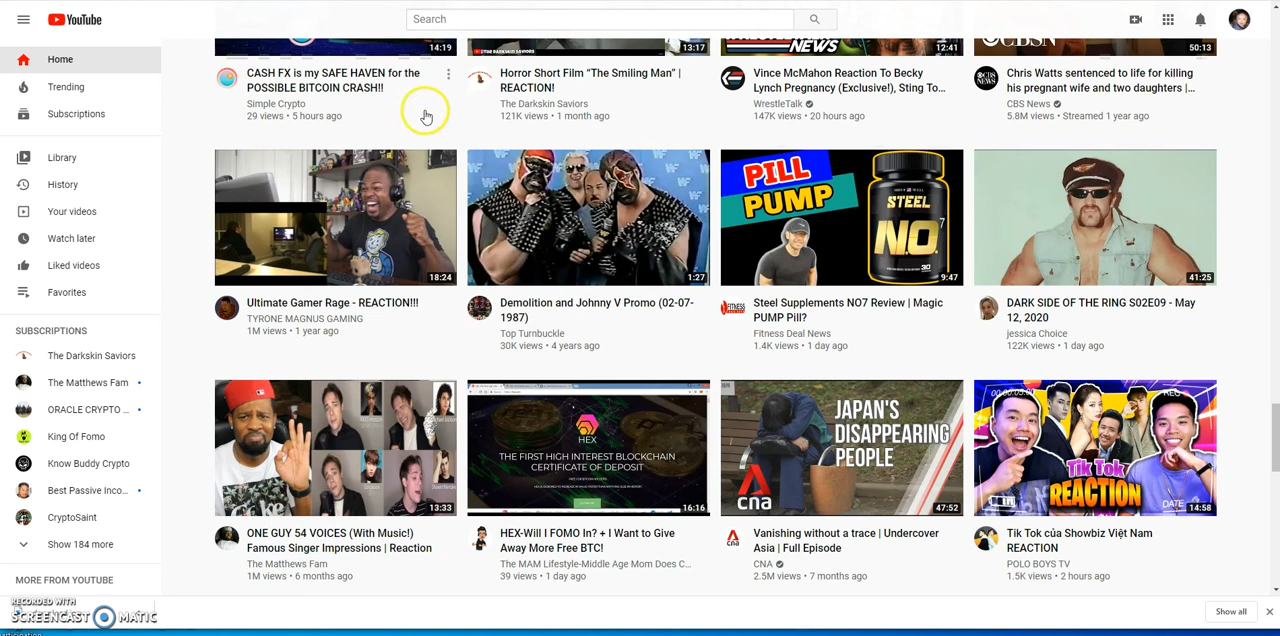 YouTube
Search
Home
Trending
Subscriptions
Library
History
Your videos
Watch later
Liked videos
Favorites
SUBSCRIPTIONS
The Darkskin Saviors
The Matthews Fam
ORACLE CRYPTO ...
King Of Fomo
Know Buddy Crypto
Best Passive Inco...
CryptoSaint
Show 184 more
MORE FROM YOUTUBE
14:19
CASH FX is my SAFE HAVEN for the
POSSIBLE BITCOIN CRASH!!
Simple Crypto
29 views • 5 hours ago
THE DARKSKIN SAVIORS
13:17
Horror Short Film “The Smiling Man” |
REACTION!
The Darkskin Saviors
121K views • 1 month ago
NEWS
12:41
Vince McMahon Reaction To Becky
Lynch Pregnancy (Exclusive!), Sting To...
WrestleTalk
147K views • 20 hours ago
CBSN
50:13
CBS NEWS
Chris Watts sentenced to life for killing
his pregnant wife and two daughters |...
CBS News
5.8M views • Streamed 1 year ago
18:24
Ultimate Gamer Rage - REACTION!!!
TYRONE MAGNUS GAMING
1M views • 1 year ago
1:27
Demolition and Johnny V Promo (02-07-
1987)
Top Turnbuckle
30K views • 4 years ago
PILL
PUMP
STEEL
N.O.7
30
9:47
FITNESS
Steel Supplements NO7 Review | Magic
PUMP Pill?
Fitness Deal News
1.4K views • 1 day ago
41:25
DARK SIDE OF THE RING S02E09 - May
12, 2020
jessica Choice
122K views • 1 day ago
13:33
ONE GUY 54 VOICES (With Music!)
Famous Singer Impressions | Reaction
The Matthews Fam
1M views • 6 months ago
HEX
THE FIRST HIGH INTEREST BLOCKCHAIN
CERTIFICATE OF DEPOSIT
16:16
HEX-Will I FOMO In? + I Want to Give
Away More Free BTC!
The MAM Lifestyle-Middle Age Mom Does C...
39 views • 1 day ago
JAPAN'S
DISAPPEARING
PEOPLE
cna
47:52
cna
Vanishing without a trace | Undercover
Asia | Full Episode
CNA
2.5M views • 7 months ago
REC
Tik Tok
REACTION
DATE
14:58
Tik Tok của Showbiz Việt Nam
REACTION
POLO BOYS TV
1.5K views • 2 hours ago
RECORDED WITH
SCREENCAST MATIC
Show all